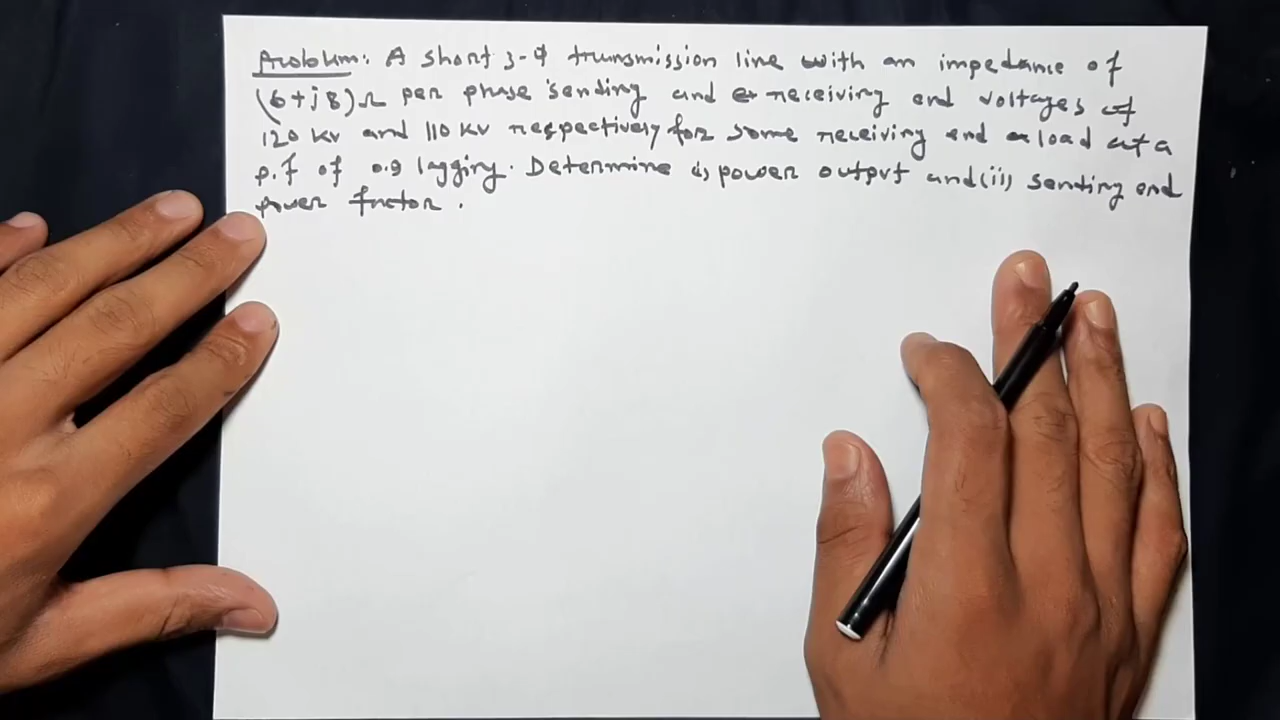 Problem: A short 3-φ transmission line with an impedance of
(6+j8)Ω per phase sending and receiving end voltages of
120 kv and 110 kv respectively for some receiving end load at a
p.f of 0.9 lagging. Determine i) power output and (ii) sending end
power factor.